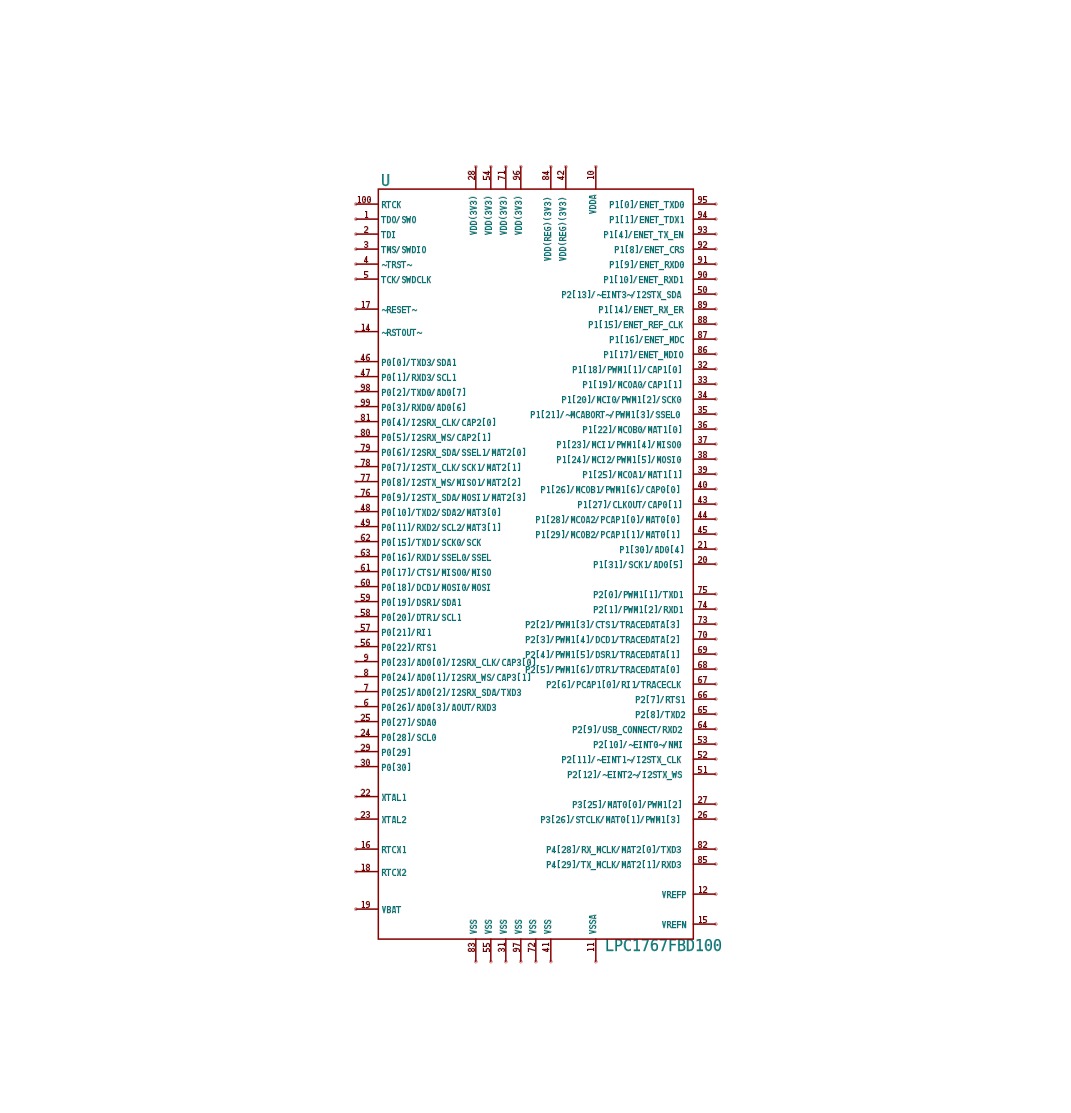 U
28 54 71 96 84 42 10
VDD(3V3) VDD(3V3) VDD(3V3) VDD(3V3) VDD(REG)(3V3) VDD(REG)(3V3) VDDA
100 RTCK
1 TDO/SWO
2 TDI
3 TMS/SWDIO
4 ~TRST~
5 TCK/SWDCLK
17 ~RESET~
14 ~RSTOUT~
46 P0[0]/TXD3/SDA1
47 P0[1]/RXD3/SCL1
98 P0[2]/TXD0/AD0[7]
99 P0[3]/RXD0/AD0[6]
81 P0[4]/I2SRX_CLK/CAP2[0]
80 P0[5]/I2SRX_WS/CAP2[1]
79 P0[6]/I2SRX_SDA/SSEL1/MAT2[0]
78 P0[7]/I2STX_CLK/SCK1/MAT2[1]
77 P0[8]/I2STX_WS/MISO1/MAT2[2]
76 P0[9]/I2STX_SDA/MOSI1/MAT2[3]
48 P0[10]/TXD2/SDA2/MAT3[0]
49 P0[11]/RXD2/SCL2/MAT3[1]
62 P0[15]/TXD1/SCK0/SCK
63 P0[16]/RXD1/SSEL0/SSEL
61 P0[17]/CTS1/MISO0/MISO
60 P0[18]/DCD1/MOSI0/MOSI
59 P0[19]/DSR1/SDA1
58 P0[20]/DTR1/SCL1
57 P0[21]/RI1
56 P0[22]/RTS1
9 P0[23]/AD0[0]/I2SRX_CLK/CAP3[0]
8 P0[24]/AD0[1]/I2SRX_WS/CAP3[1]
7 P0[25]/AD0[2]/I2SRX_SDA/TXD3
6 P0[26]/AD0[3]/AOUT/RXD3
25 P0[27]/SDA0
24 P0[28]/SCL0
29 P0[29]
30 P0[30]
22 XTAL1
23 XTAL2
16 RTCX1
18 RTCX2
19 VBAT
P1[0]/ENET_TXD0 95
P1[1]/ENET_TDX1 94
P1[4]/ENET_TX_EN 93
P1[8]/ENET_CRS 92
P1[9]/ENET_RXD0 91
P1[10]/ENET_RXD1 90
P2[13]/~EINT3~/I2STX_SDA 50
P1[14]/ENET_RX_ER 89
P1[15]/ENET_REF_CLK 88
P1[16]/ENET_MDC 87
P1[17]/ENET_MDIO 86
P1[18]/PWM1[1]/CAP1[0] 32
P1[19]/MCOA0/CAP1[1] 33
P1[20]/MCI0/PWM1[2]/SCK0 34
P1[21]/~MCABORT~/PWM1[3]/SSEL0 35
P1[22]/MCOB0/MAT1[0] 36
P1[23]/MCI1/PWM1[4]/MISO0 37
P1[24]/MCI2/PWM1[5]/MOSI0 38
P1[25]/MCOA1/MAT1[1] 39
P1[26]/MCOB1/PWM1[6]/CAP0[0] 40
P1[27]/CLKOUT/CAP0[1] 43
P1[28]/MCOA2/PCAP1[0]/MAT0[0] 44
P1[29]/MCOB2/PCAP1[1]/MAT0[1] 45
P1[30]/AD0[4] 21
P1[31]/SCK1/AD0[5] 20
P2[0]/PWM1[1]/TXD1 75
P2[1]/PWM1[2]/RXD1 74
P2[2]/PWM1[3]/CTS1/TRACEDATA[3] 73
P2[3]/PWM1[4]/DCD1/TRACEDATA[2] 70
P2[4]/PWM1[5]/DSR1/TRACEDATA[1] 69
P2[5]/PWM1[6]/DTR1/TRACEDATA[0] 68
P2[6]/PCAP1[0]/RI1/TRACECLK 67
P2[7]/RTS1 66
P2[8]/TXD2 65
P2[9]/USB_CONNECT/RXD2 64
P2[10]/~EINT0~/NMI 53
P2[11]/~EINT1~/I2STX_CLK 52
P2[12]/~EINT2~/I2STX_WS 51
P3[25]/MAT0[0]/PWM1[2] 27
P3[26]/STCLK/MAT0[1]/PWM1[3] 26
P4[28]/RX_MCLK/MAT2[0]/TXD3 82
P4[29]/TX_MCLK/MAT2[1]/RXD3 85
VREFP 12
VREFN 15
VSS VSS VSS VSS VSS VSS VSSA
83 55 31 97 72 41 11
LPC1767FBD100